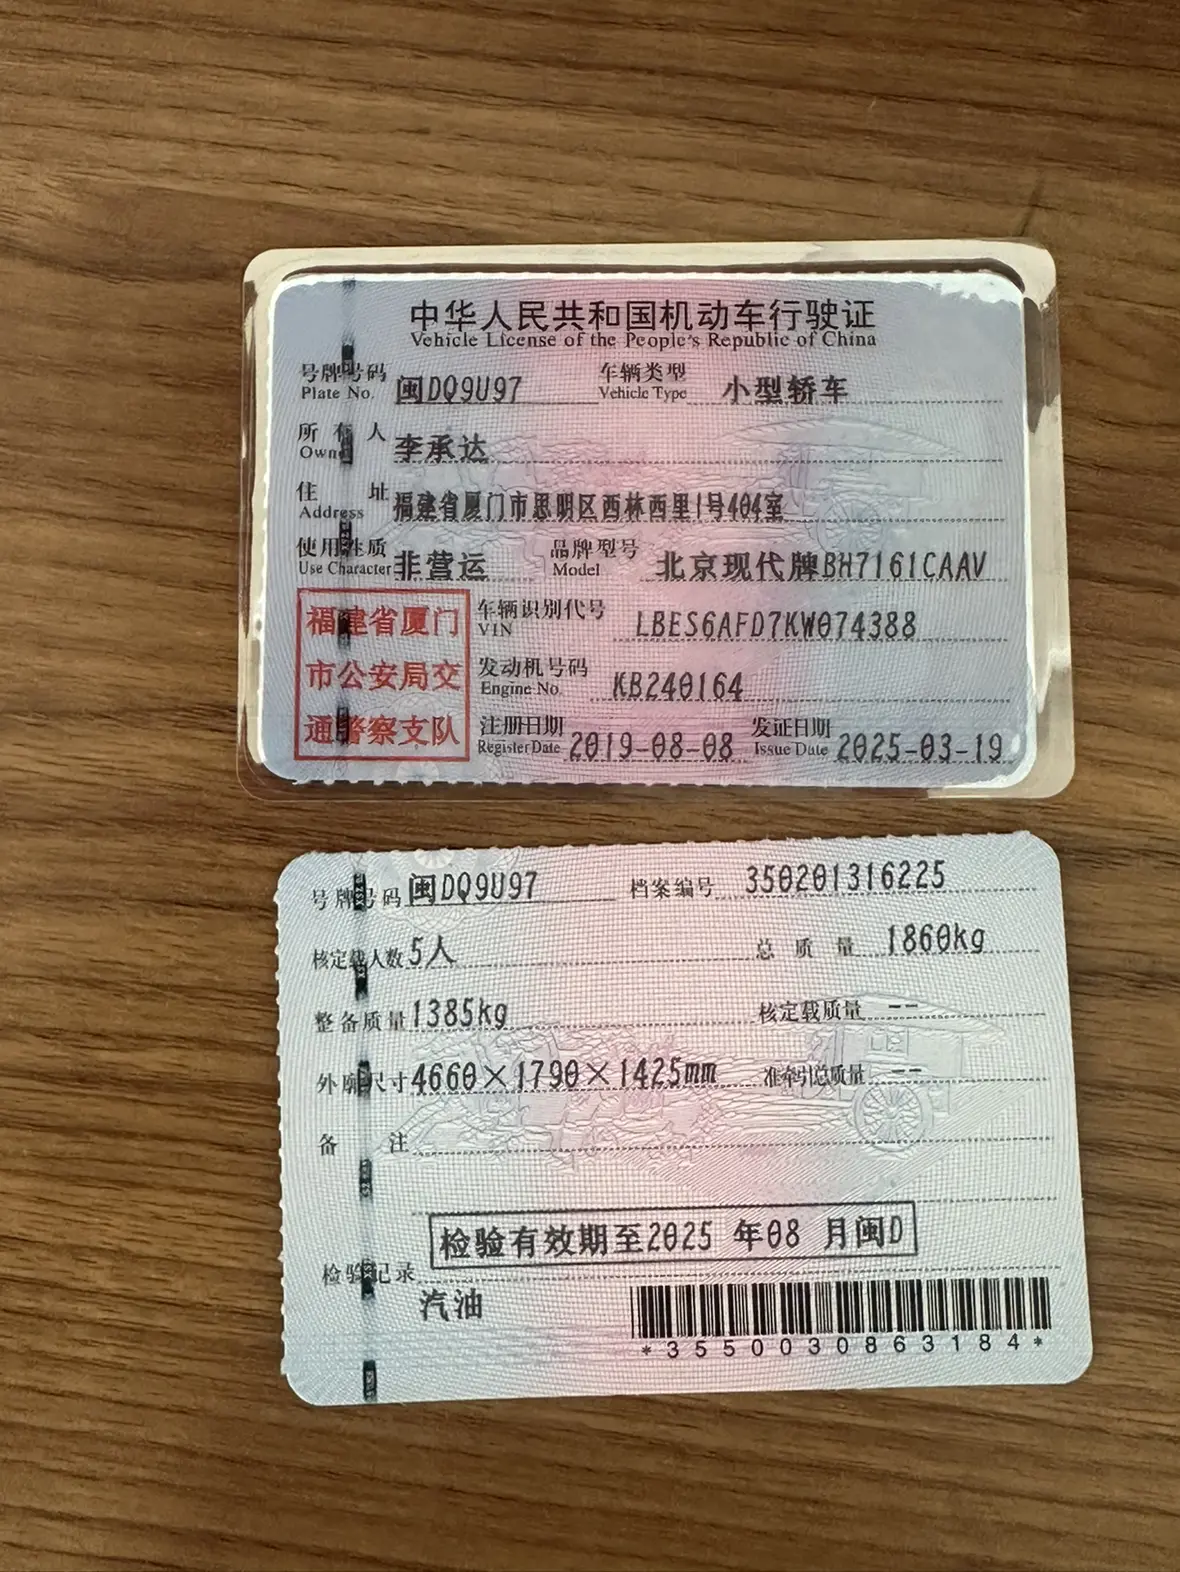 中华人民共和国机动车行驶证
Vehicle License of the People's Republic of China
号牌号码 Plate No. 闽DQ9U97 车辆类型 Vehicle Type 小型轿车
所有人 Owner 李承达
住址 Address 福建省厦门市思明区西林西里1号404室
使用性质 Use Character 非营运 品牌型号 Model 北京现代牌BH7161CAAV
福建省厦门
市公安局交
通警察支队
车辆识别代号 VIN LBES6AFD7KW074388
发动机号码 Engine No. KB240164
注册日期 Register Date 2019-08-08 发证日期 Issue Date 2025-03-19
号牌号码 闽DQ9U97 档案编号 350201316225
核定载人数 5人 总质量 1860kg
整备质量 1385kg 核定载质量 --
外廓尺寸 4660×1790×1425mm 准牵引总质量 --
备注
检验有效期至2025 年08 月闽D
检验记录
汽油
*3550030863184*